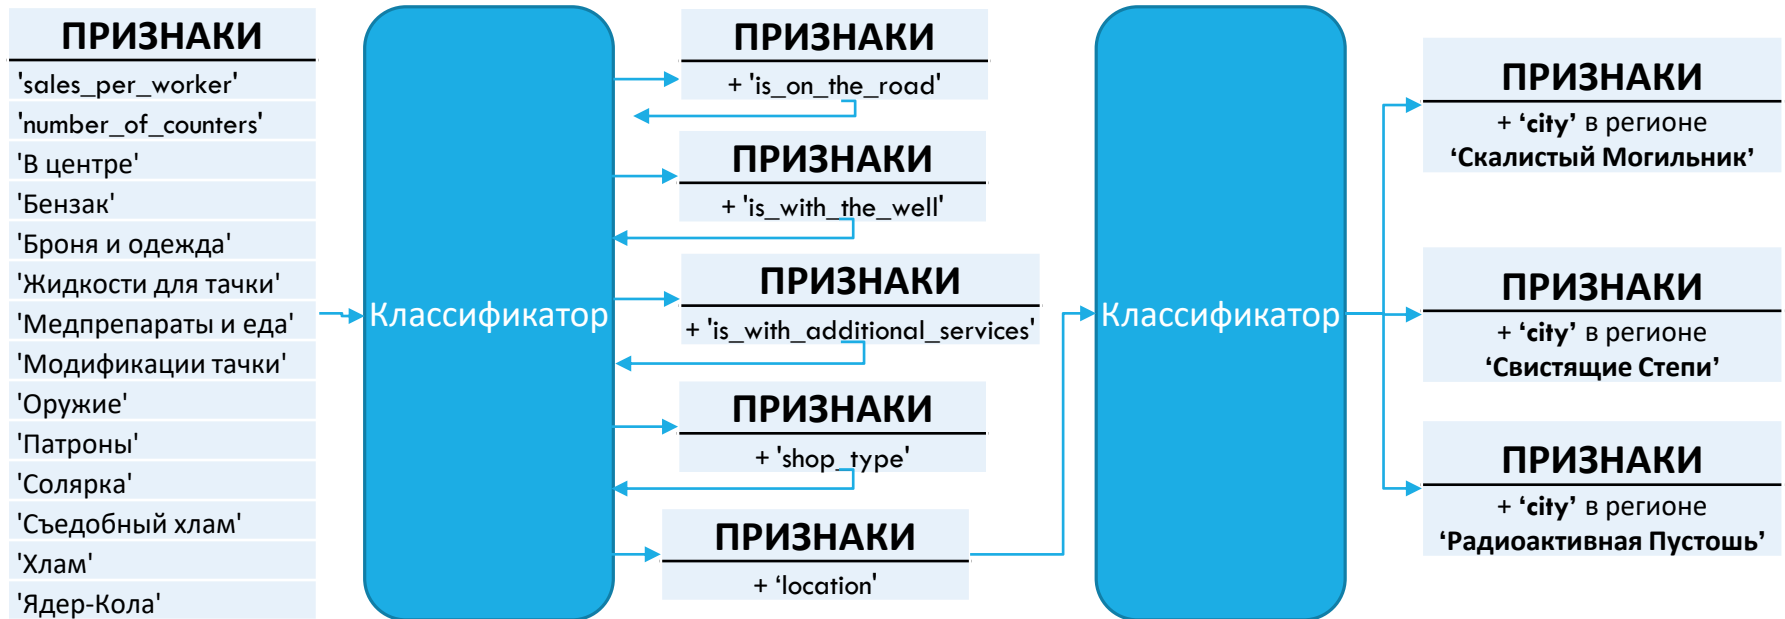 ПРИЗНАКИ
'sales_per_worker'
'number_of_counters'
'В центре'
'Бензак'
'Броня и одежда'
'Жидкости для тачки'
'Медпрепараты и еда'
'Модификации тачки'
'Оружие'
'Патроны'
'Солярка'
'Съедобный хлам'
'Хлам'
'Ядер-Кола'
Классификатор
ПРИЗНАКИ
+ 'is_on_the_road'
ПРИЗНАКИ
+ 'is_with_the_well'
ПРИЗНАКИ
+ 'is_with_additional_services'
ПРИЗНАКИ
+ 'shop_type'
ПРИЗНАКИ
+ ‘location'
Классификатор
ПРИЗНАКИ
+ ‘city’ в регионе
‘Скалистый Могильник’
ПРИЗНАКИ
+ ‘city’ в регионе
‘Свистящие Степи’
ПРИЗНАКИ
+ ‘city’ в регионе
‘Радиоактивная Пустошь’